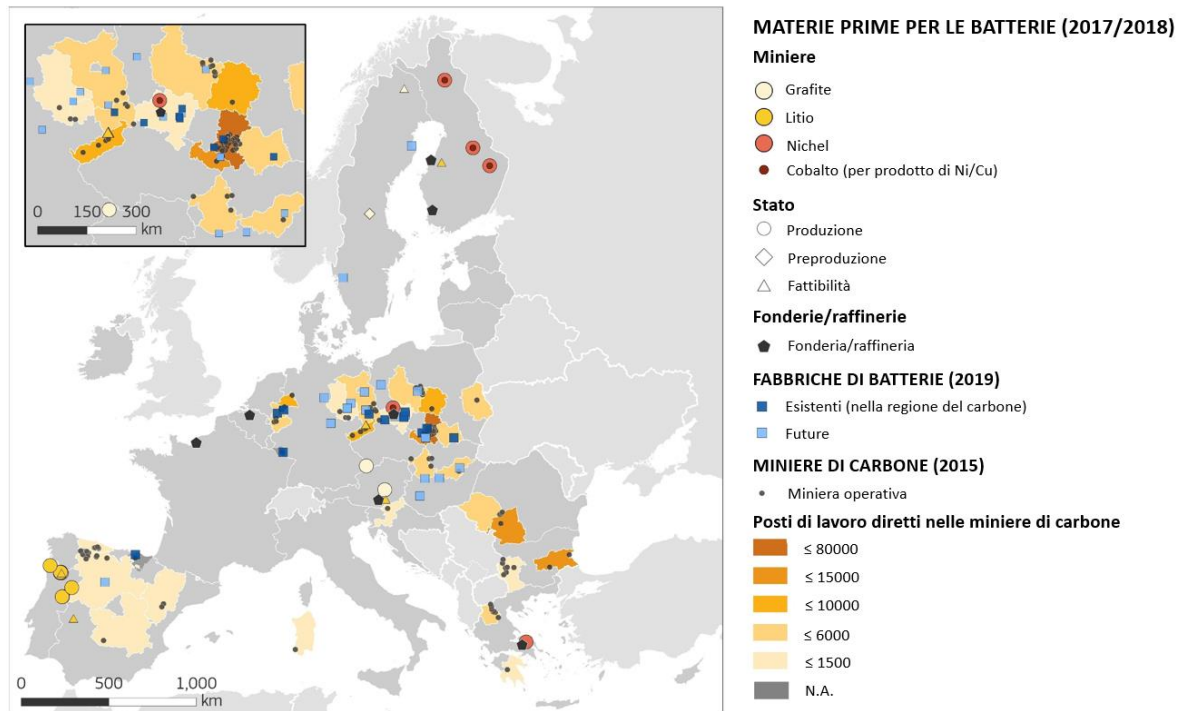 MATERIE PRIME PER LE BATTERIE (2017/2018)
Miniere
Grafite
Litio
Nichel
Cobalto (per prodotto di Ni/Cu)
Stato
Produzione
Preproduzione
Fattibilità
Fonderie/raffinerie
Fonderia/raffineria
FABBRICHE DI BATTERIE (2019)
Esistenti (nella regione del carbone)
Future
MINIERE DI CARBONE (2015)
Miniera operativa
Posti di lavoro diretti nelle miniere di carbone
≤ 80000
≤ 15000
≤ 10000
≤ 6000
≤ 1500
N.A.
0 150 300
km
0 500 1,000
km